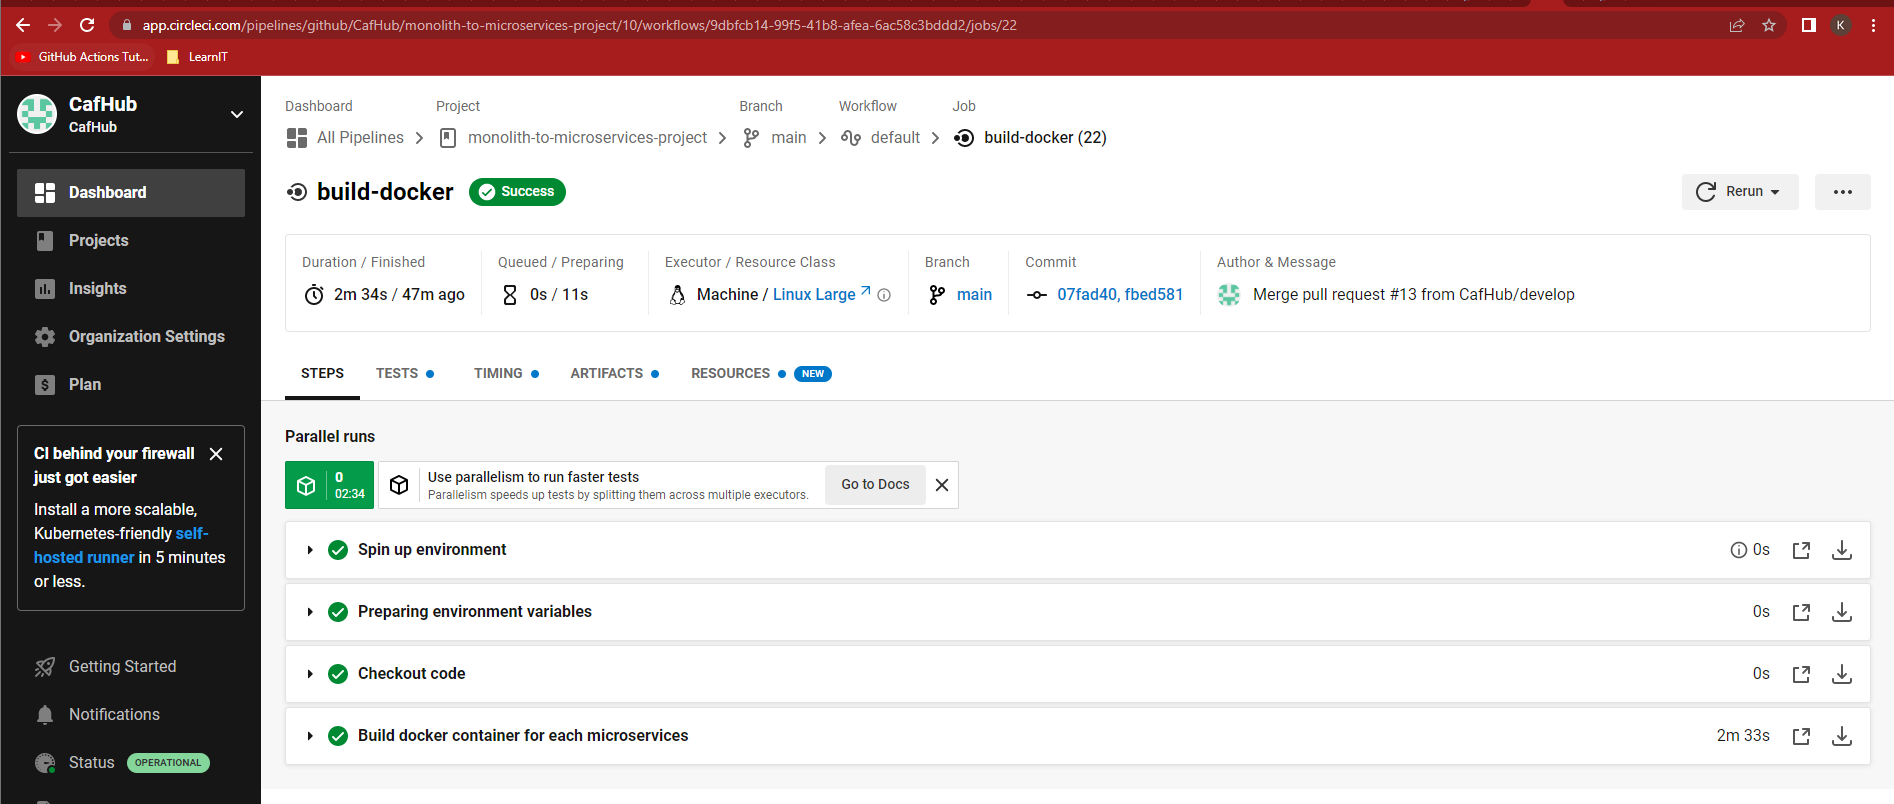 app.circleci.com/pipelines/github/CafHub/monolith-to-microservices-project/10/workflows/9dbfcb14-99f5-41b8-afea-6ac58c3bddd2/jobs/22
K
GitHub Actions Tut...
LearnIT
CafHub
CafHub
Dashboard
Projects
Insights
Organization Settings
Plan
CI behind your firewall
just got easier
Install a more scalable,
Kubernetes-friendly self-
hosted runner in 5 minutes
or less.
Getting Started
Notifications
Status OPERATIONAL
Dashboard Project Branch Workflow Job
All Pipelines monolith-to-microservices-project main default build-docker (22)
build-docker Success
Rerun
Duration / Finished
2m 34s / 47m ago
Queued / Preparing
0s / 11s
Executor / Resource Class
Machine / Linux Large
Branch
main
Commit
07fad40, fbed581
Author & Message
Merge pull request #13 from CafHub/develop
STEPS TESTS TIMING ARTIFACTS RESOURCES NEW
Parallel runs
0
02:34
Use parallelism to run faster tests
Parallelism speeds up tests by splitting them across multiple executors.
Go to Docs
Spin up environment 0s
Preparing environment variables 0s
Checkout code 0s
Build docker container for each microservices 2m 33s